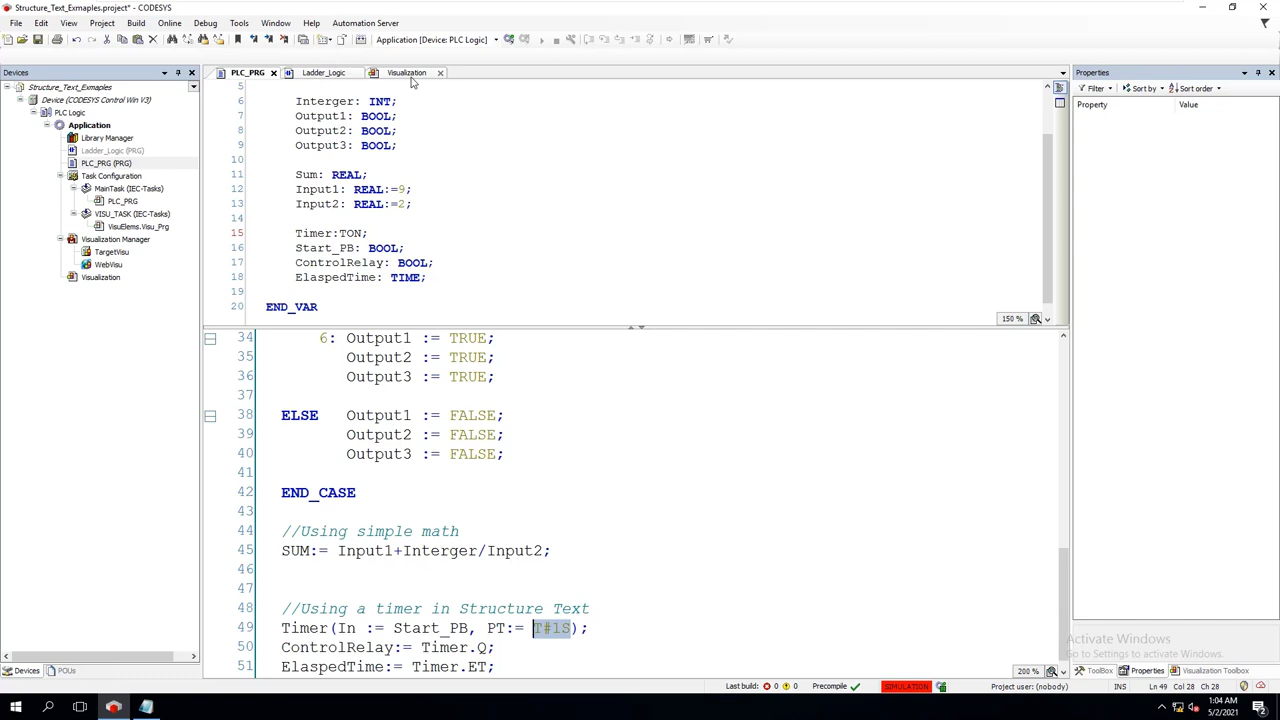 Structure_Text_Exmaples.project* - CODESYS
File Edit View Project Build Online Debug Tools Window Help Automation Server
Application [Device: PLC Logic]
Devices
Structure_Text_Exmaples
Device (CODESYS Control Win V3)
PLC Logic
Application
Library Manager
Ladder_Logic (PRG)
PLC_PRG (PRG)
Task Configuration
MainTask (IEC-Tasks)
PLC_PRG
VISU_TASK (IEC-Tasks)
VisuElems.Visu_Prg
Visualization Manager
TargetVisu
WebVisu
Visualization
Devices POUs
PLC_PRG Ladder_Logic Visualization
5
6 Interger: INT;
7 Output1: BOOL;
8 Output2: BOOL;
9 Output3: BOOL;
10
11 Sum: REAL;
12 Input1: REAL:=9;
13 Input2: REAL:=2;
14
15 Timer:TON;
16 Start_PB: BOOL;
17 ControlRelay: BOOL;
18 ElaspedTime: TIME;
19
20 END_VAR
150 %
34 6: Output1 := TRUE;
35 Output2 := TRUE;
36 Output3 := TRUE;
37
38 ELSE Output1 := FALSE;
39 Output2 := FALSE;
40 Output3 := FALSE;
41
42 END_CASE
43
44 //Using simple math
45 SUM:= Input1+Interger/Input2;
46
47
48 //Using a timer in Structure Text
49 Timer(In := Start_PB, PT:= T#1S);
50 ControlRelay:= Timer.Q;
51 ElaspedTime:= Timer.ET;
200 %
Properties
Filter Sort by Sort order
Property Value
Activate Windows
Go to Settings to activate Windows.
ToolBox Properties Visualization Toolbox
Last build: 0 0 Precompile SIMULATION Project user: (nobody) INS Ln 49 Col 28 Ch 28
1:04 AM
5/2/2021
2